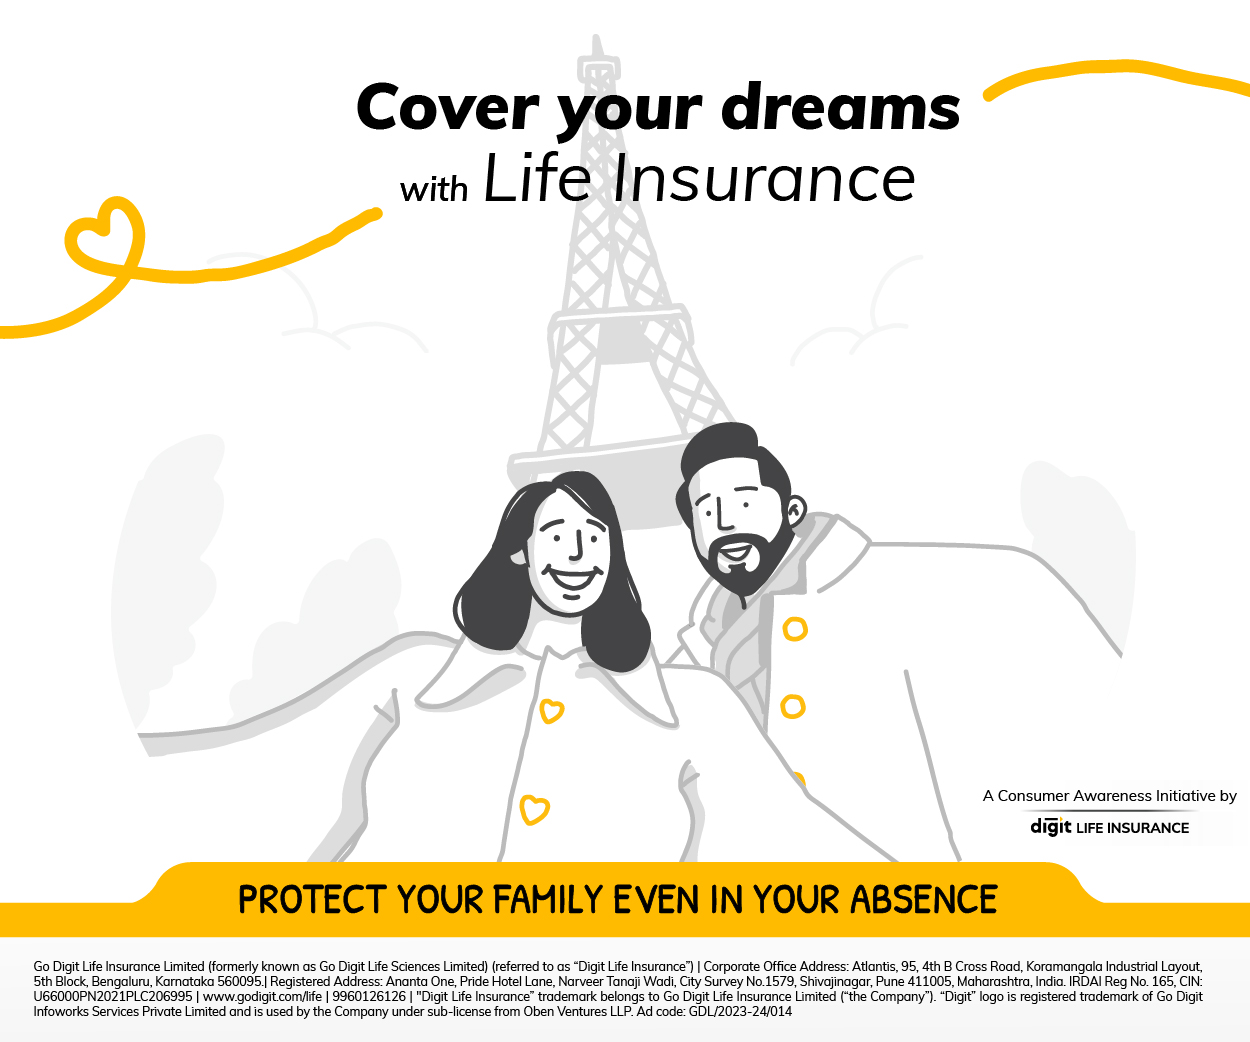 Cover your dreams
with Life Insurance
A Consumer Awareness Initiative by
digit LIFE INSURANCE
PROTECT YOUR FAMILY EVEN IN YOUR ABSENCE
Go Digit Life Insurance Limited (formerly known as Go Digit Life Sciences Limited) (referred to as “Digit Life Insurance”) | Corporate Office Address: Atlantis, 95, 4th B Cross Road, Koramangala Industrial Layout,
5th Block, Bengaluru, Karnataka 560095.| Registered Address: Ananta One, Pride Hotel Lane, Narveer Tanaji Wadi, City Survey No.1579, Shivajinagar, Pune 411005, Maharashtra, India. IRDAI Reg No. 165, CIN:
U66000PN2021PLC206995 | www.godigit.com/life | 9960126126 | "Digit Life Insurance” trademark belongs to Go Digit Life Insurance Limited (“the Company”). “Digit” logo is registered trademark of Go Digit
Infoworks Services Private Limited and is used by the Company under sub-license from Oben Ventures LLP. Ad code: GDL/2023-24/014